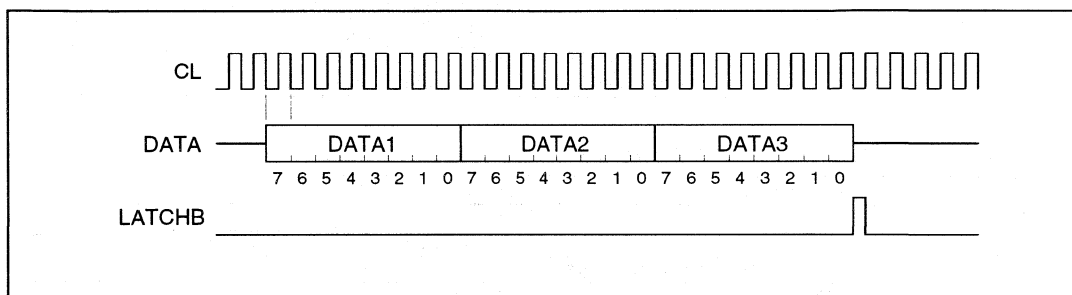 CL
DATA DATA1 DATA2 DATA3
7 6 5 4 3 2 1 0 7 6 5 4 3 2 1 0 7 6 5 4 3 2 1 0
LATCHB